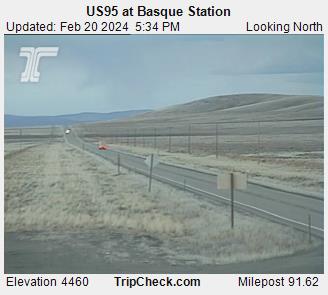 US95 at Basque Station
Updated: Feb 20 2024 5:34 PM Looking North
Elevation 4460 TripCheck.com Milepost 91.62